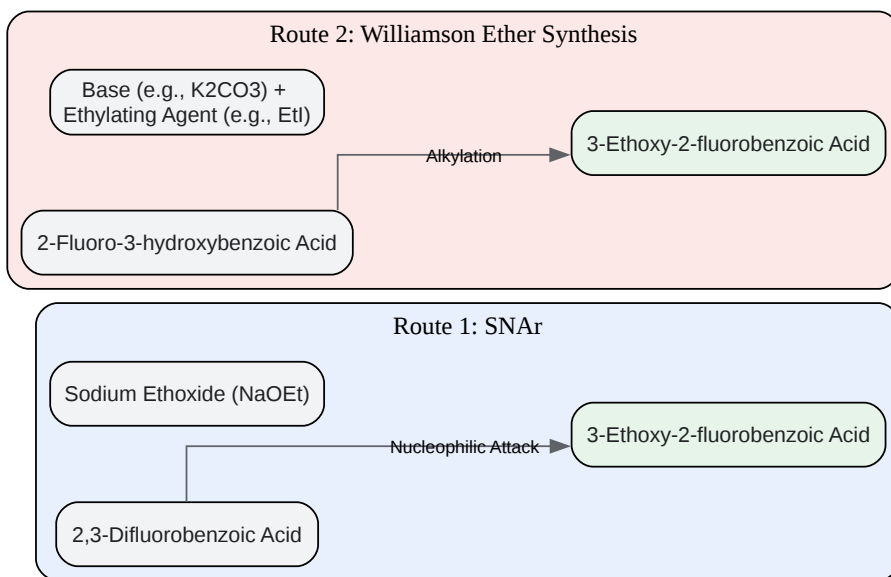 Route 2: Williamson Ether Synthesis
Base (e.g., K2CO3) +
Ethylating Agent (e.g., EtI)
3-Ethoxy-2-fluorobenzoic Acid
Alkylation
2-Fluoro-3-hydroxybenzoic Acid
Route 1: SNAr
Sodium Ethoxide (NaOEt)
3-Ethoxy-2-fluorobenzoic Acid
Nucleophilic Attack
2,3-Difluorobenzoic Acid